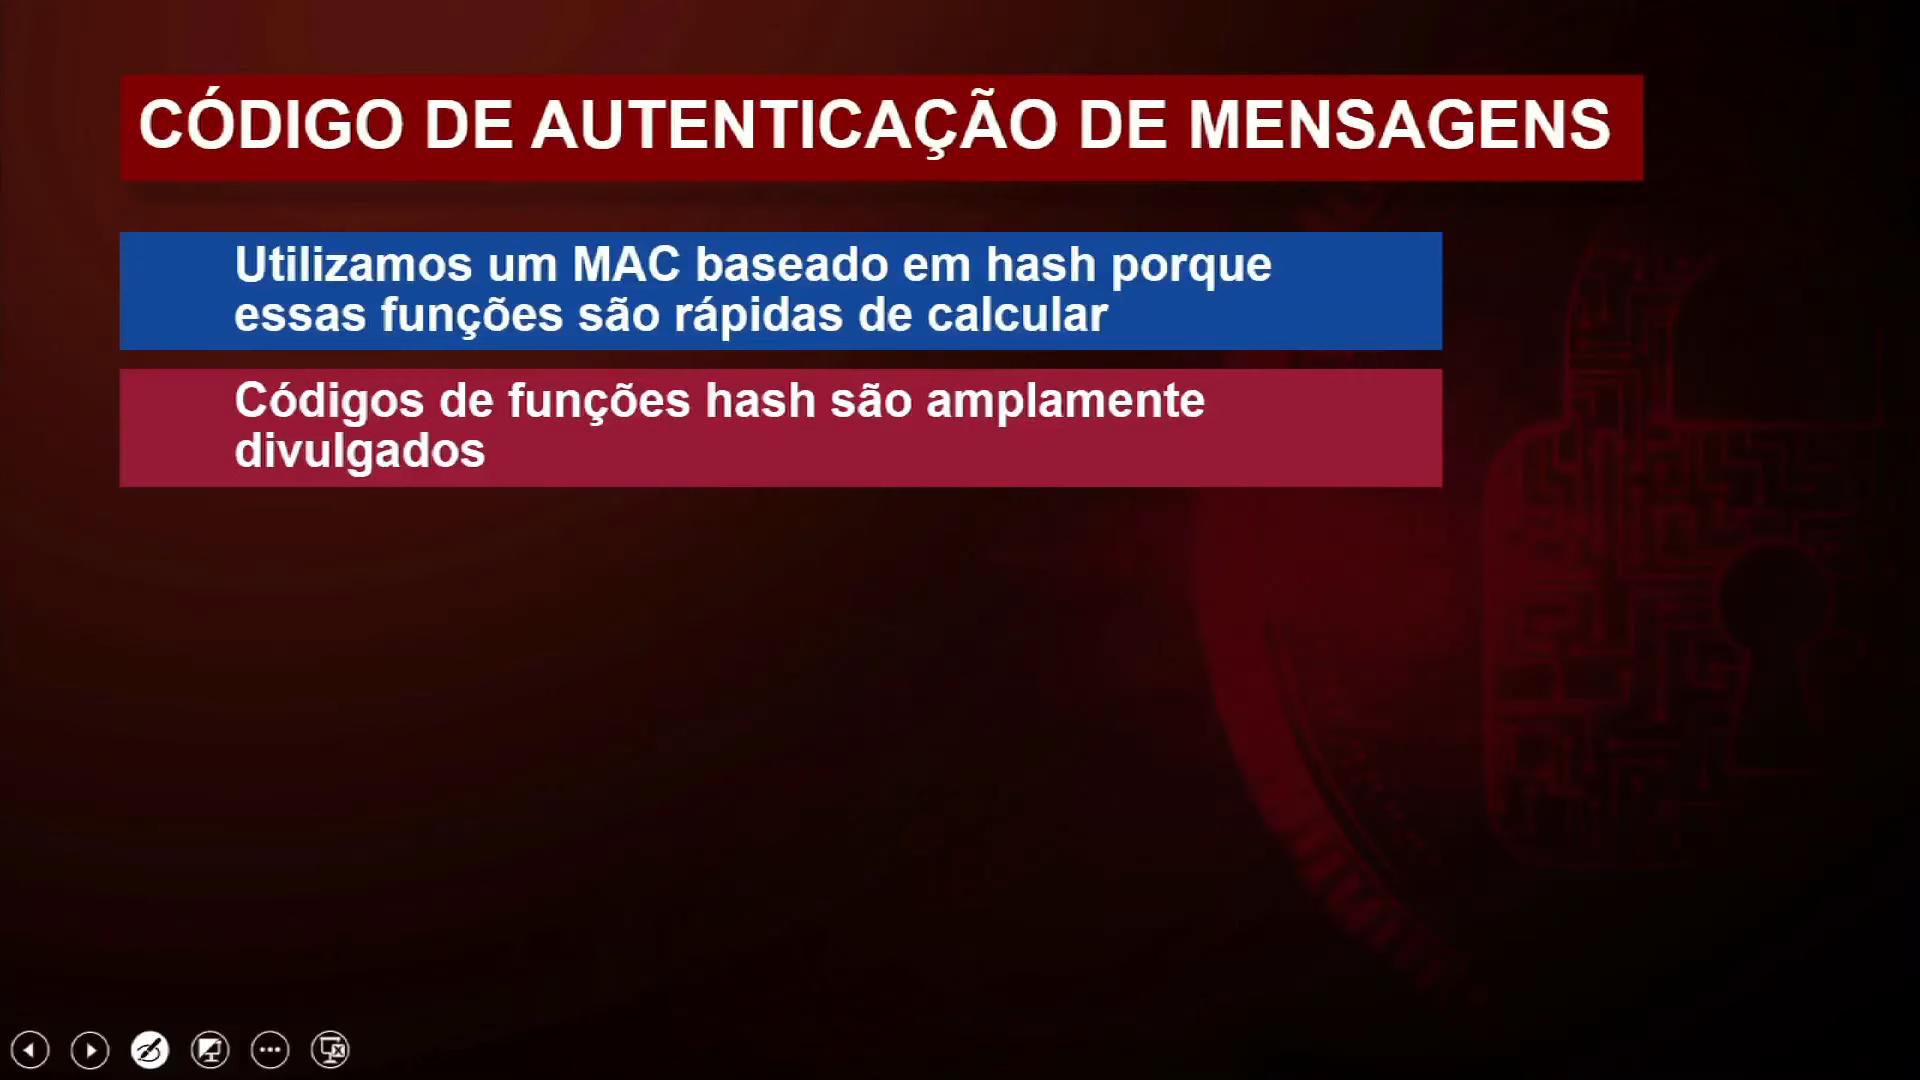 CÓDIGO DE AUTENTICAÇÃO DE MENSAGENS
Utilizamos um MAC baseado em hash porque
essas funções são rápidas de calcular
Códigos de funções hash são amplamente
divulgados